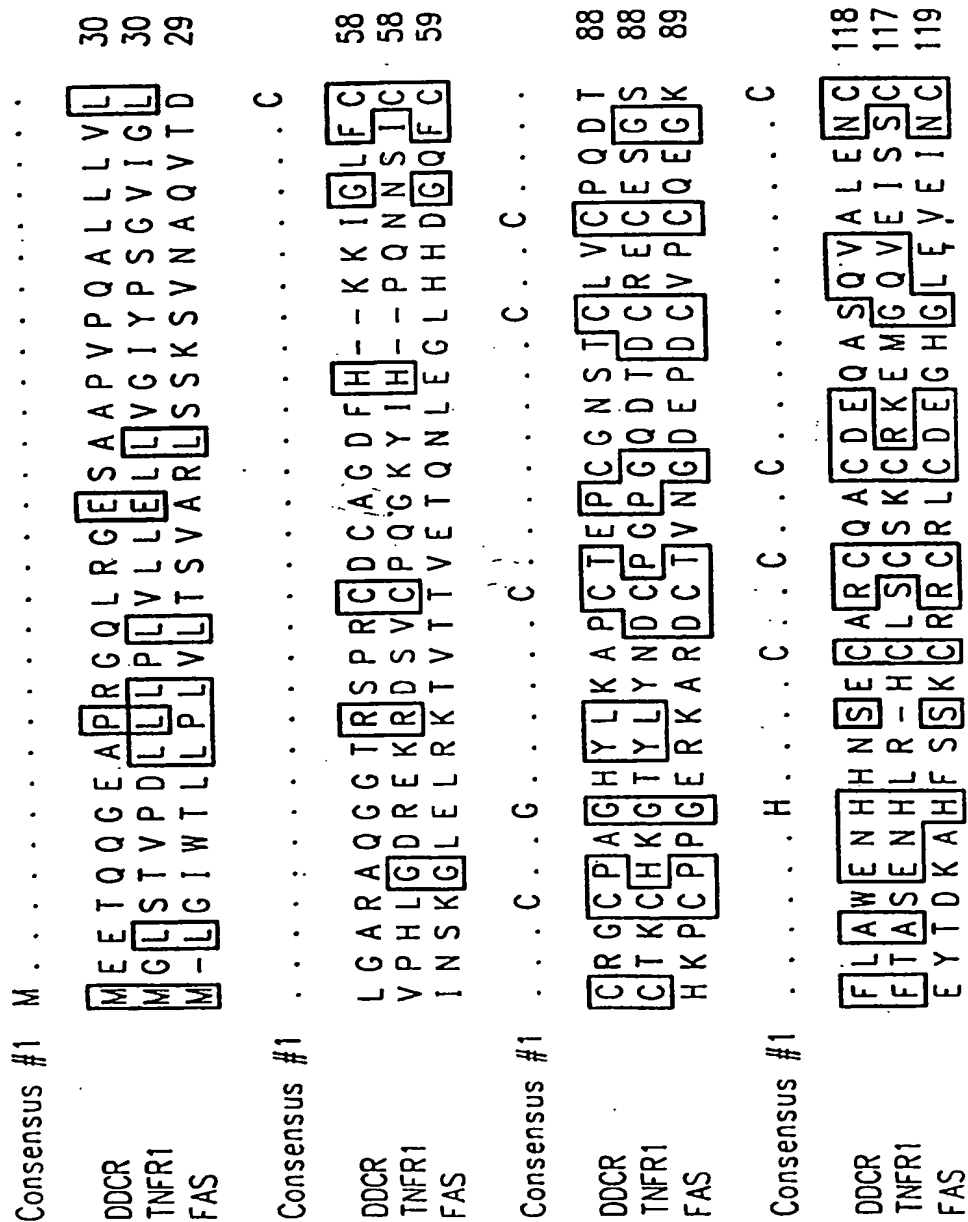 Consensus #1 M . . . . . . . . . . . . . . . . . . . . . . . . . . . . .
DDCR M E E T Q Q G E A P R G Q L R G E S A A P V P Q A L L L V L 30
TNFR1 M G L S T V P D L L L P L V L L E L L V G I Y P S G V I G L 30
FAS M - L G I W T L L P L V L T S V A R L S S K S V N A Q V T D 29
Consensus #1 . . . . . . . . . . . . . . . . . . . . . . . . . . . . . C
DDCR L G A R A Q G G T R S P R C D C A G D F H - - K K I G L F C 58
TNFR1 V P H L G D R E K R D S V C P Q G K Y I H - - P Q N N S I C 58
FAS I N S K G L E L R K T V T T V E T Q N L E G L H H D G Q F C 59
Consensus #1 . . . C . . G . . . . . . C . . . . . . . . C . . C . . . .
DDCR C R G C P A G H Y L K A P C T E P C G N S T C L V C P Q D T 88
TNFR1 C T K C H K G T Y L Y N D C P G P G Q D T D C R E C E S G S 88
FAS H K P C P P G E R K A R D C T V N G D E P D C V P C Q E G K 89
Consensus #1 . . . . . . H . . . . C . . C . . C . . . . . . . . . . . C
DDCR F L A W E N H H N S E C A R C Q A C D E Q A S Q V A L E N C 118
TNFR1 F T A S E N H L R - H C L S C S K C R K E M G Q V E I S S C 117
FAS E Y T D K A H F S S K C R R C R L C D E G H G L E V E I N C 119